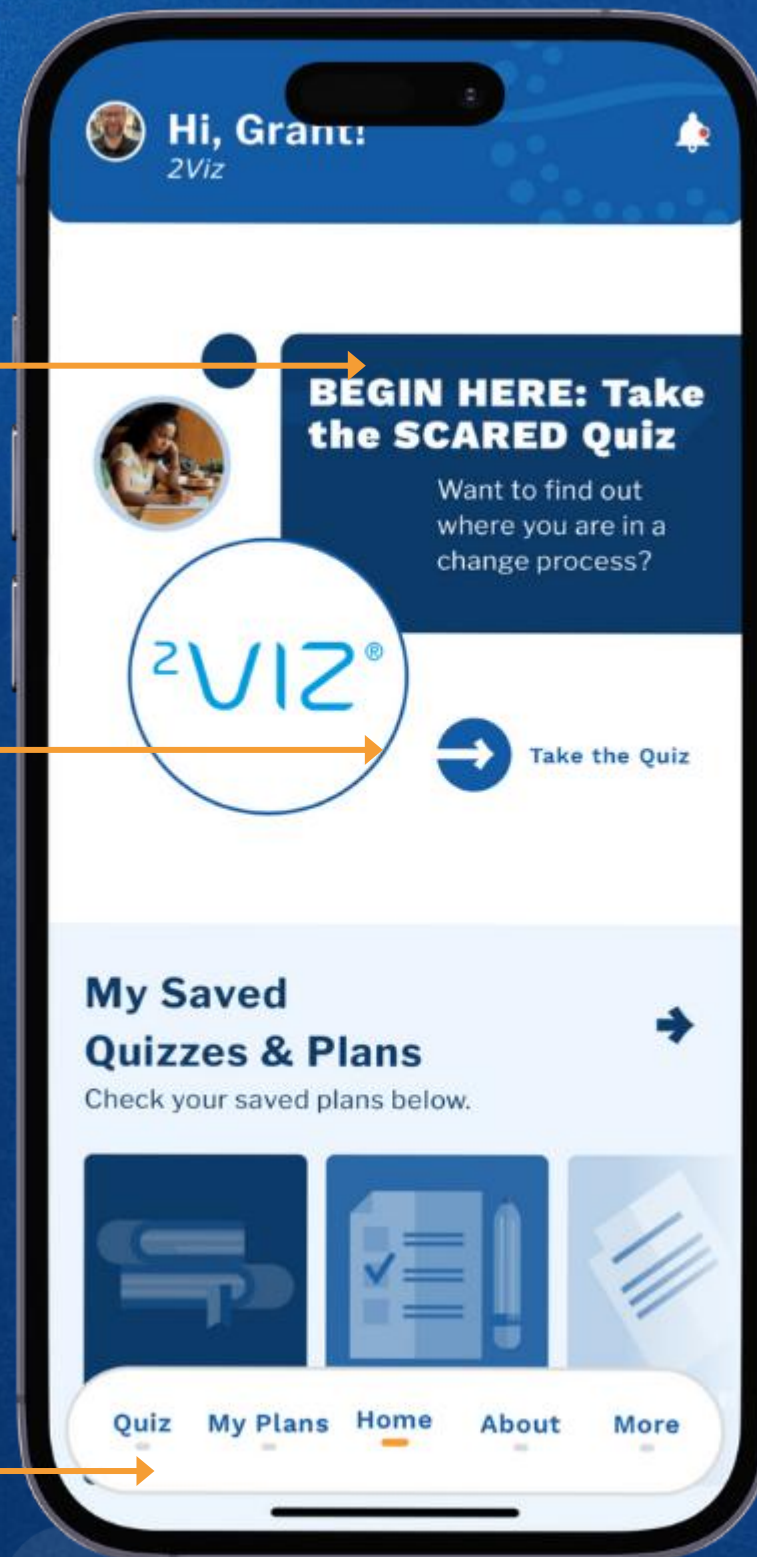 Hi, Grant!
2Viz
BEGIN HERE: Take
the SCARED Quiz
Want to find out
where you are in a
change process?
²VIZ®
Take the Quiz
My Saved
Quizzes & Plans
Check your saved plans below.
Quiz My Plans Home About More